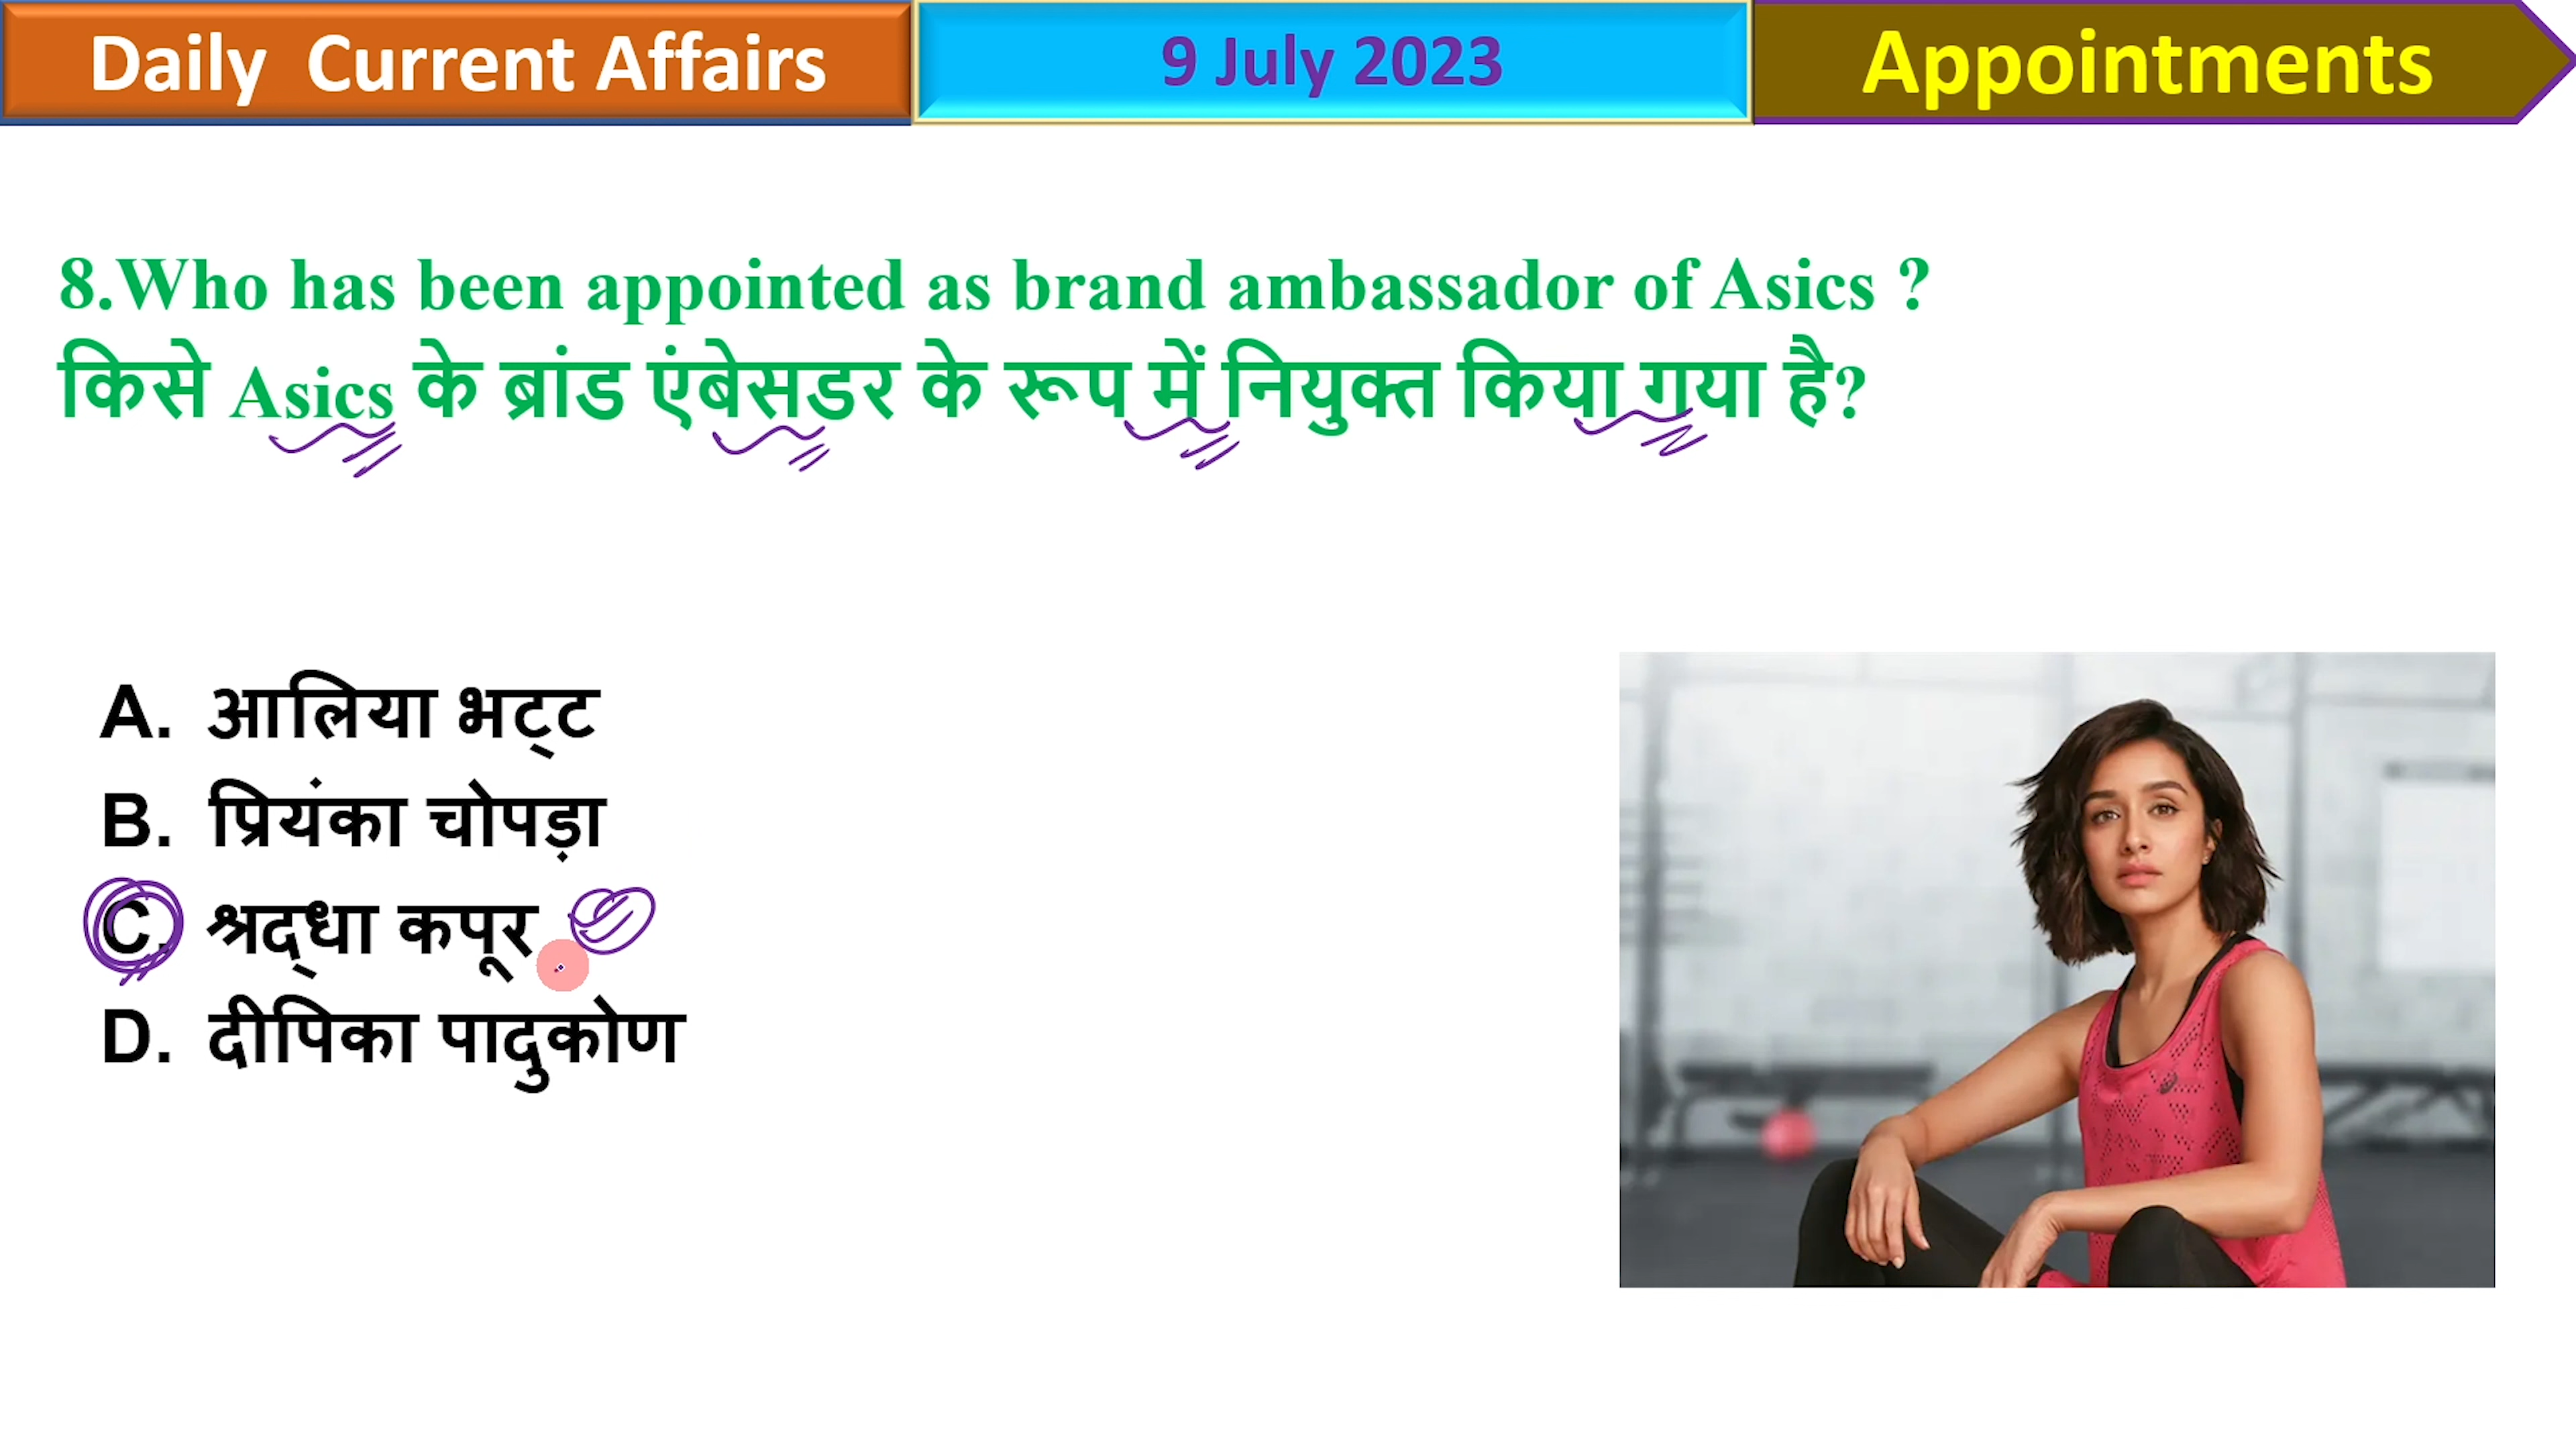 Daily Current Affairs
9 July 2023
Appointments
8.Who has been appointed as brand ambassador of Asics ?
किसे Asics के ब्रांड एंबेसडर के रूप में नियुक्त किया गया है?
A. आलिया भट्ट
B. प्रियंका चोपड़ा
C. श्रद्धा कपूर
D. दीपिका पादुकोण